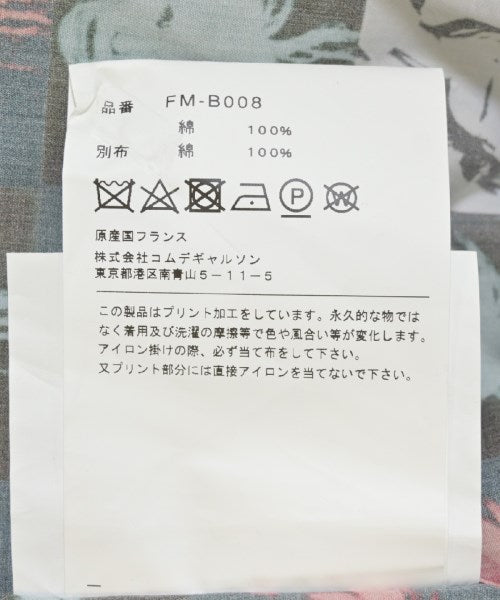 品番 FM-B008
綿 100%
別布 綿 100%
P W
原産国フランス
株式会社コムデギャルソン
東京都港区南青山5-11-5
この製品はプリント加工をしています。永久的な物では
なく着用及び洗濯の摩擦等で色や風合い等が変化します。
アイロン掛けの際、必ず当て布をして下さい。
又プリント部分には直接アイロンを当てないで下さい。